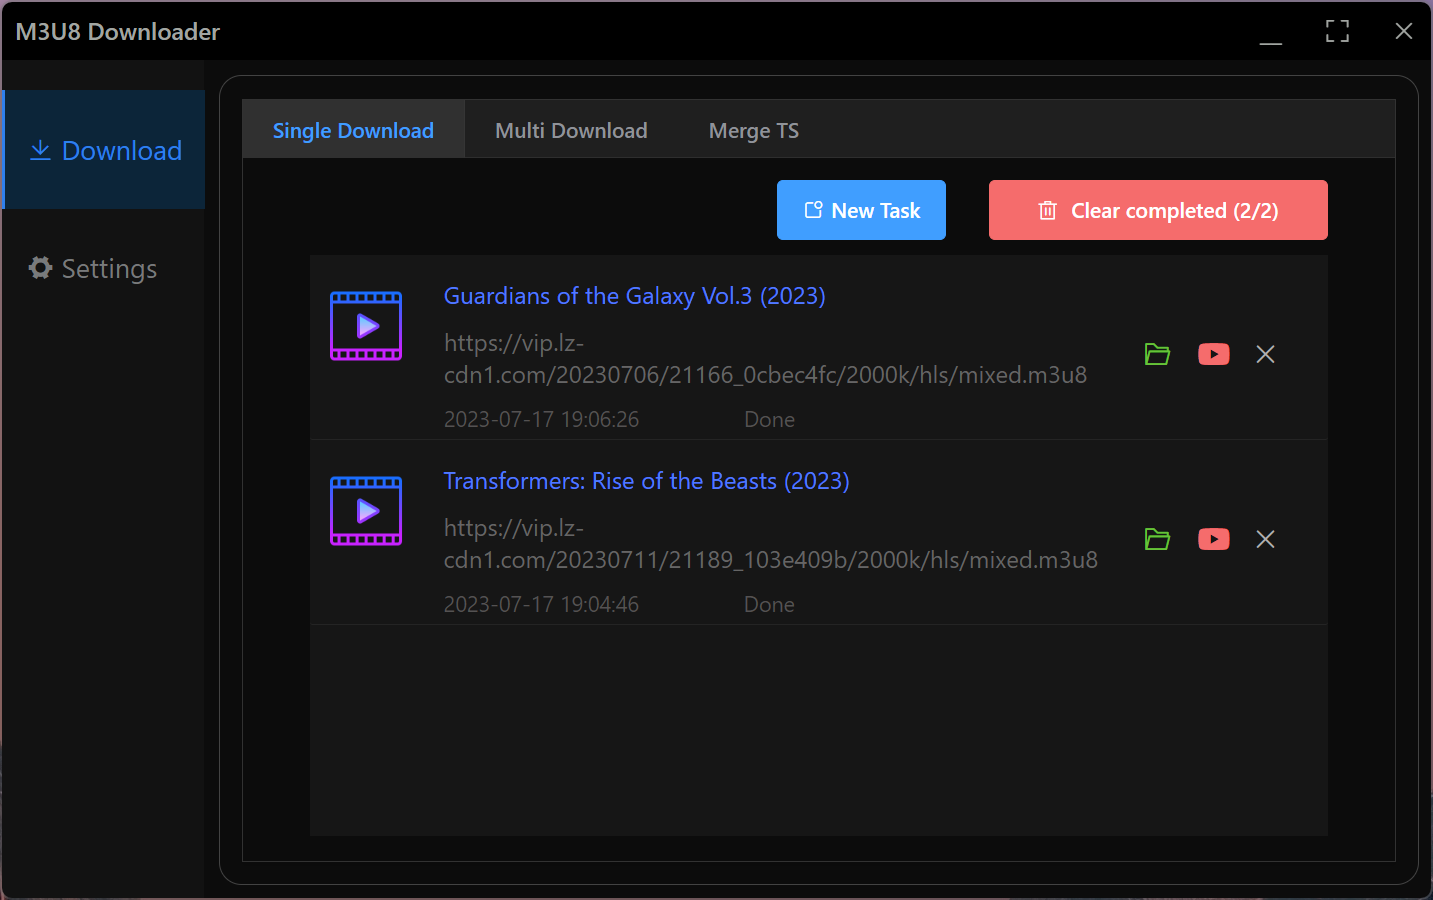 M3U8 Downloader
Download
Settings
Single Download
Multi Download
Merge TS
New Task
Clear completed (2/2)
Guardians of the Galaxy Vol.3 (2023)
https://vip.lz-
cdn1.com/20230706/21166_0cbec4fc/2000k/hls/mixed.m3u8
2023-07-17 19:06:26
Done
Transformers: Rise of the Beasts (2023)
https://vip.lz-
cdn1.com/20230711/21189_103e409b/2000k/hls/mixed.m3u8
2023-07-17 19:04:46
Done